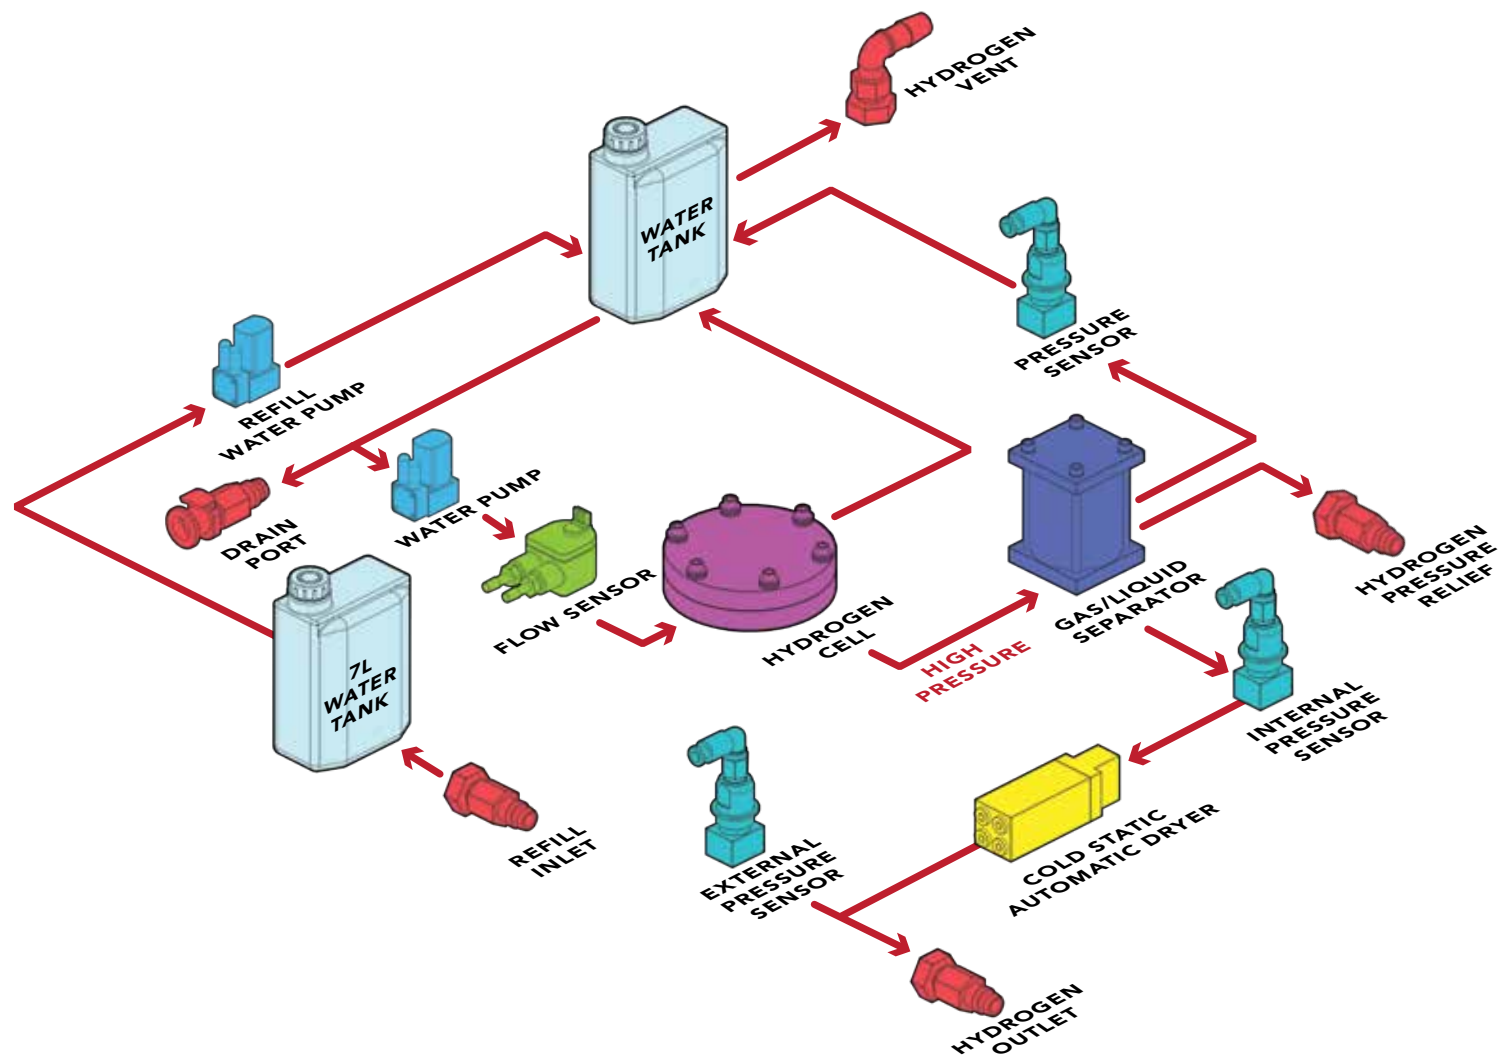 HYDROGEN
VENT
WATER
TANK
PRESSURE
SENSOR
REFILL
WATER PUMP
WATER PUMP
DRAIN
PORT
FLOW SENSOR
HYDROGEN
CELL
HIGH
PRESSURE
GAS/LIQUID
SEPARATOR
HYDROGEN
PRESSURE
RELIEF
7L
WATER
TANK
INTERNAL
PRESSURE
SENSOR
REFILL
INLET
EXTERNAL
PRESSURE
SENSOR
COLD STATIC
AUTOMATIC DRYER
HYDROGEN
OUTLET